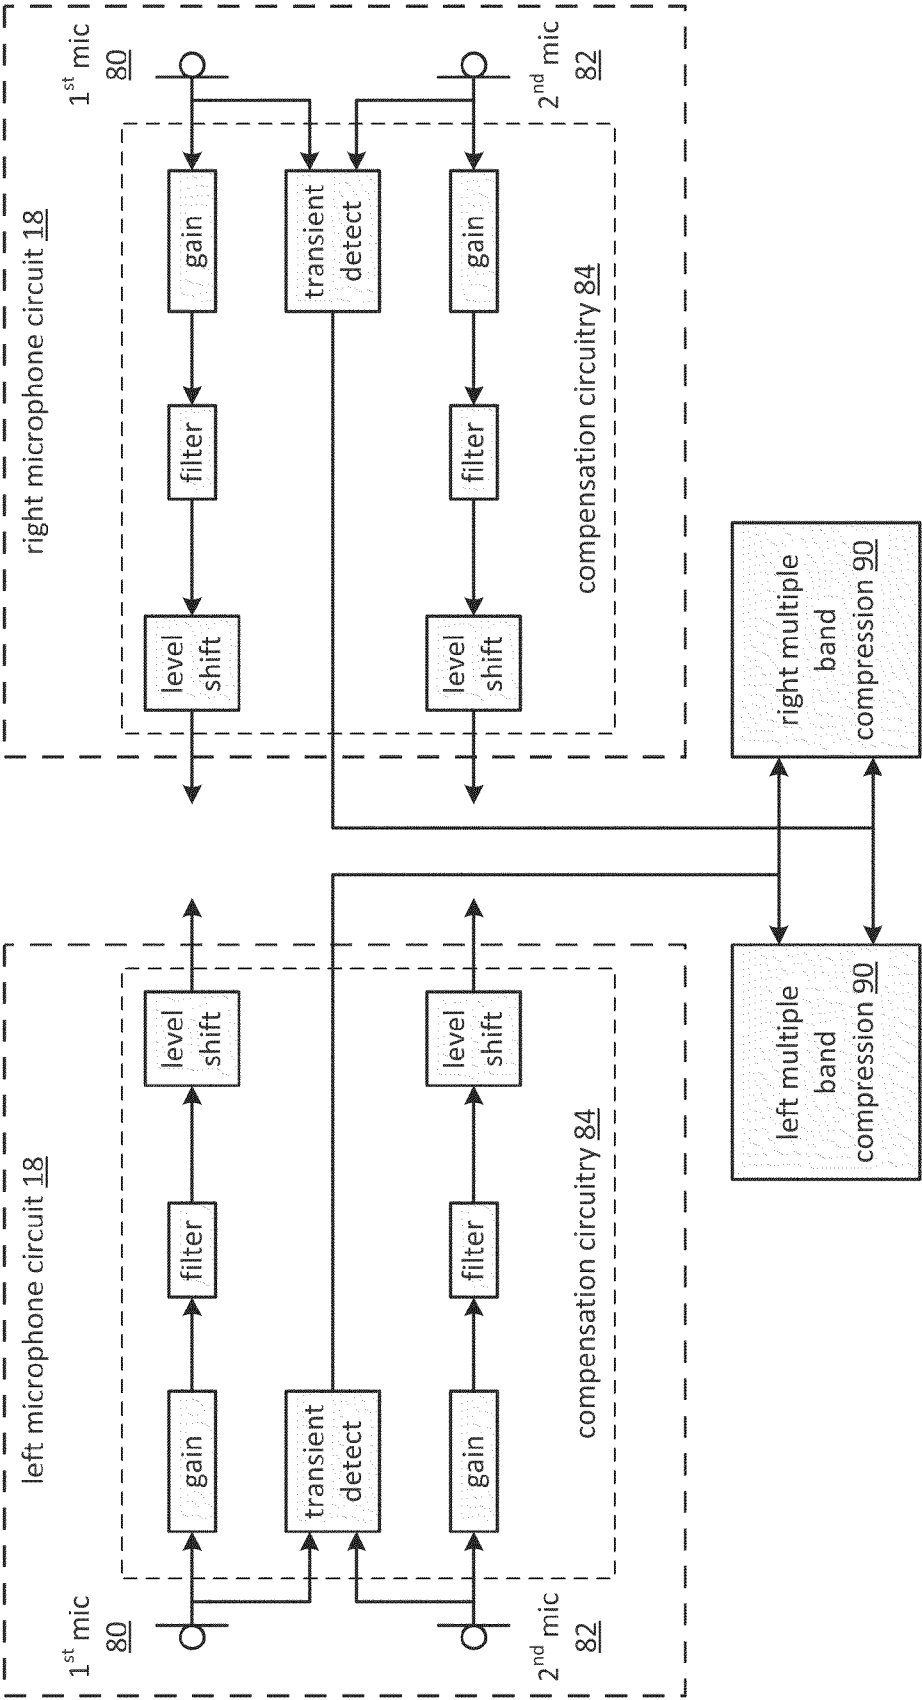 left microphone circuit 18
1st mic
80
gain
filter
level
shift
transient
detect
2nd mic
82
gain
filter
level
shift
compensation circuitry 84
right microphone circuit 18
1st mic
80
gain
filter
level
shift
transient
detect
2nd mic
82
gain
filter
level
shift
compensation circuitry 84
left multiple
band
compression 90
right multiple
band
compression 90